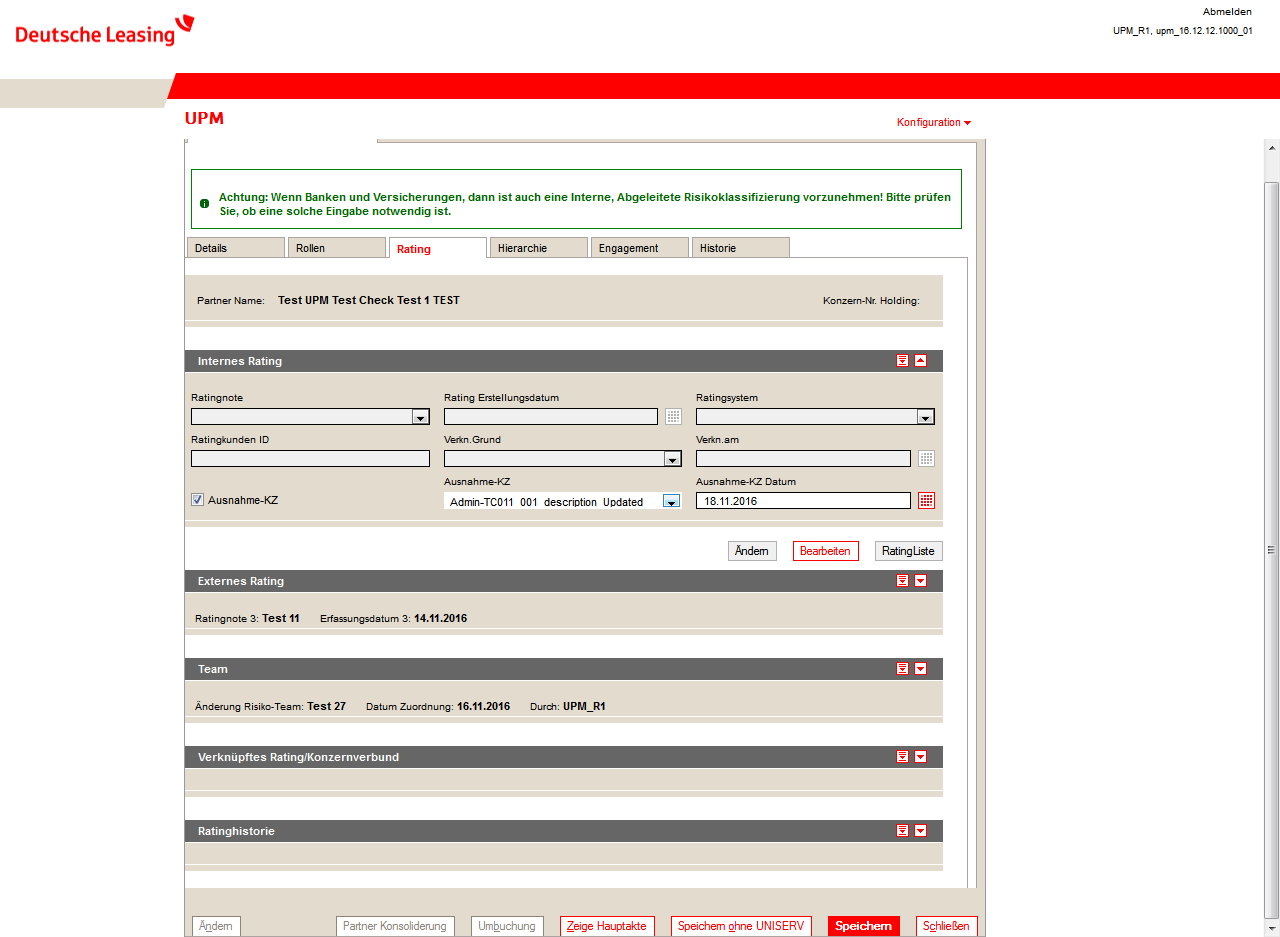 Deutsche Leasing
Abmelden
UPM_R1, upm_16.12.12.1000_01
UPM
Konfiguration
Achtung: Wenn Banken und Versicherungen, dann ist auch eine Interne, Abgeleitete Risikoklassifizierung vorzunehmen! Bitte prüfen
Sie, ob eine solche Eingabe notwendig ist.
Details Rollen Rating Hierarchie Engagement Historie
Partner Name: Test UPM Test Check Test 1 TEST Konzern-Nr. Holding:
Internes Rating
Ratingnote Rating Erstellungsdatum Ratingsystem
Ratingkunden ID Verkn.Grund Verkn.am
Ausnahme-KZ Ausnahme-KZ Datum
Ausnahme-KZ Admin-TC011_001_description_Updated 18.11.2016
Ändern Bearbeiten RatingListe
Externes Rating
Ratingnote 3: Test 11 Erfassungsdatum 3: 14.11.2016
Team
Änderung Risiko-Team: Test 27 Datum Zuordnung: 16.11.2016 Durch: UPM_R1
Verknüpftes Rating/Konzernverbund
Ratinghistorie
Ändern Partner Konsolidierung Umbuchung Zeige Hauptakte Speichern ohne UNISERV Speichern Schließen